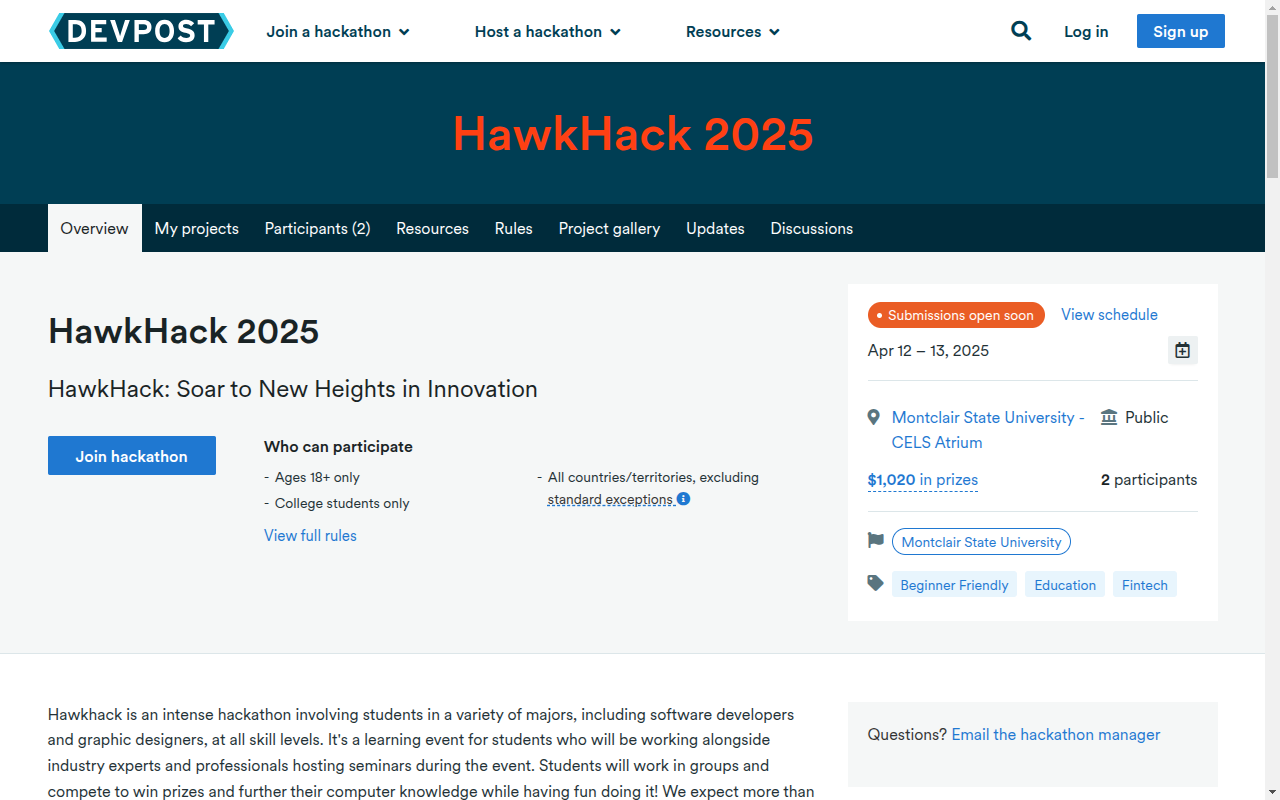 DEVPOST
Join a hackathon
Host a hackathon
Resources
Log in
Sign up
HawkHack 2025
Overview
My projects
Participants (2)
Resources
Rules
Project gallery
Updates
Discussions
HawkHack 2025
HawkHack: Soar to New Heights in Innovation
Join hackathon
Who can participate
- Ages 18+ only
- College students only
- All countries/territories, excluding
standard exceptions
View full rules
Submissions open soon
View schedule
Apr 12 – 13, 2025
Montclair State University -
CELS Atrium
Public
$1,020 in prizes
2 participants
Montclair State University
Beginner Friendly
Education
Fintech
Hawkhack is an intense hackathon involving students in a variety of majors, including software developers
and graphic designers, at all skill levels. It's a learning event for students who will be working alongside
industry experts and professionals hosting seminars during the event. Students will work in groups and
compete to win prizes and further their computer knowledge while having fun doing it! We expect more than
Questions? Email the hackathon manager